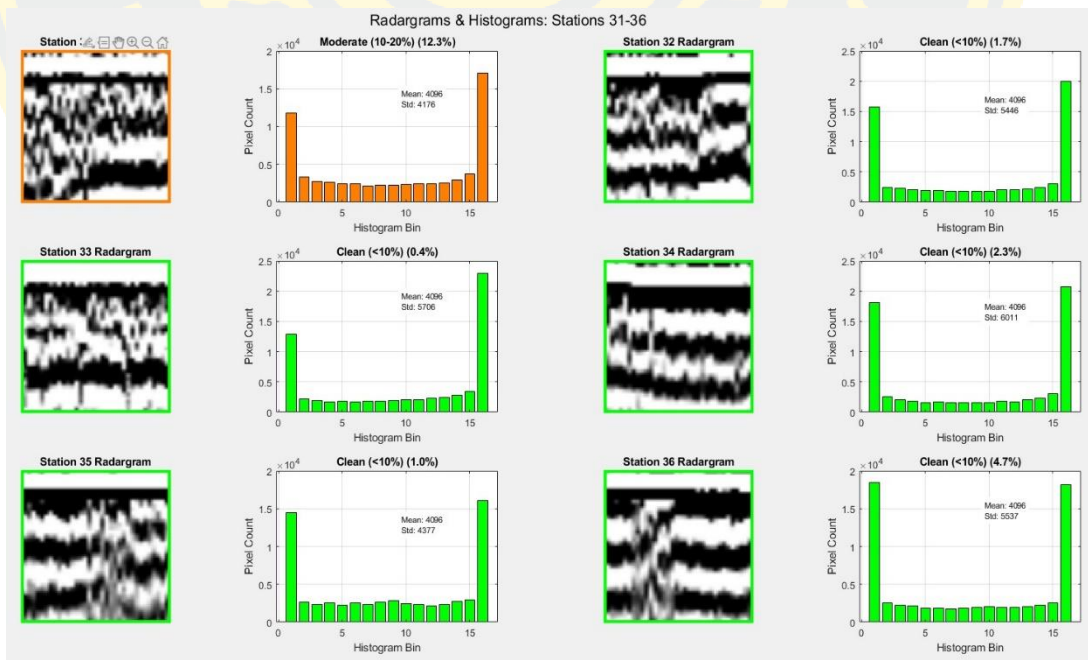 Radargrams & Histograms: Stations 31-36
Station
Moderate (10-20%) (12.3%)
×10^4
2
1.5
1
0.5
0
Pixel Count
Mean: 4096
Std: 4176
0 5 10 15
Histogram Bin
Station 32 Radargram
Clean (<10%) (1.7%)
×10^4
2.5
2
1.5
1
0.5
0
Pixel Count
Mean: 4096
Std: 5446
0 5 10 15
Histogram Bin
Station 33 Radargram
Clean (<10%) (0.4%)
×10^4
2.5
2
1.5
1
0.5
0
Pixel Count
Mean: 4096
Std: 5706
0 5 10 15
Histogram Bin
Station 34 Radargram
Clean (<10%) (2.3%)
×10^4
2.5
2
1.5
1
0.5
0
Pixel Count
Mean: 4096
Std: 6011
0 5 10 15
Histogram Bin
Station 35 Radargram
Clean (<10%) (1.0%)
×10^4
2
1.5
1
0.5
0
Pixel Count
Mean: 4096
Std: 4377
0 5 10 15
Histogram Bin
Station 36 Radargram
Clean (<10%) (4.7%)
×10^4
2
1.5
1
0.5
0
Pixel Count
Mean: 4096
Std: 5537
0 5 10 15
Histogram Bin